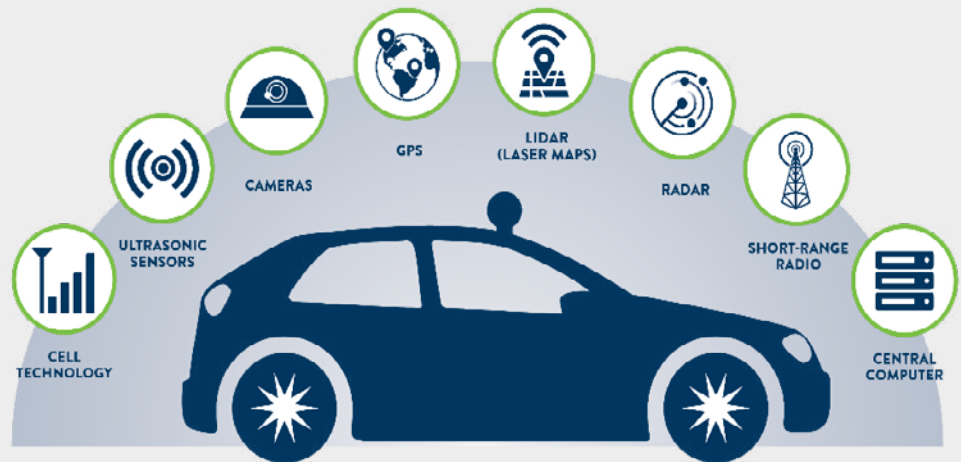 CELL
TECHNOLOGY
ULTRASONIC
SENSORS
CAMERAS
GPS
LIDAR
(LASER MAPS)
RADAR
SHORT-RANGE
RADIO
CENTRAL
COMPUTER